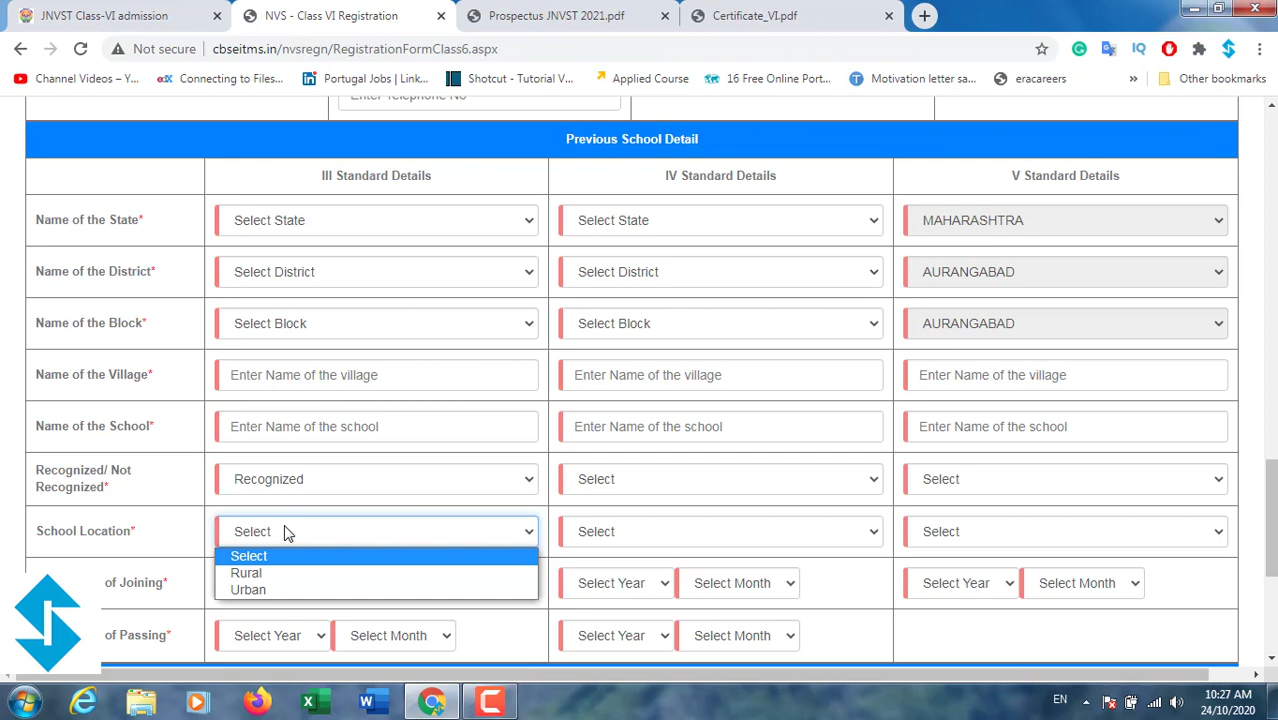 JNVST Class-VI admission
NVS - Class VI Registration
Prospectus JNVST 2021.pdf
Certificate_VI.pdf
Not secure
cbseitms.in/nvsregn/RegistrationFormClass6.aspx
IQ
Channel Videos – Y...
Connecting to Files...
Portugal Jobs | Link...
Shotcut - Tutorial V...
Applied Course
16 Free Online Port...
Motivation letter sa...
eracareers
»
Other bookmarks
Enter Telephone No
Previous School Detail
III Standard Details
IV Standard Details
V Standard Details
Name of the State*
Select State
Select State
MAHARASHTRA
Name of the District*
Select District
Select District
AURANGABAD
Name of the Block*
Select Block
Select Block
AURANGABAD
Name of the Village*
Enter Name of the village
Enter Name of the village
Enter Name of the village
Name of the School*
Enter Name of the school
Enter Name of the school
Enter Name of the school
Recognized/ Not
Recognized*
Recognized
Select
Select
School Location*
Select
Select
Select
Select
Rural
Urban
of Joining*
Select Year
Select Month
Select Year
Select Month
of Passing*
Select Year
Select Month
Select Year
Select Month
EN
10:27 AM
24/10/2020